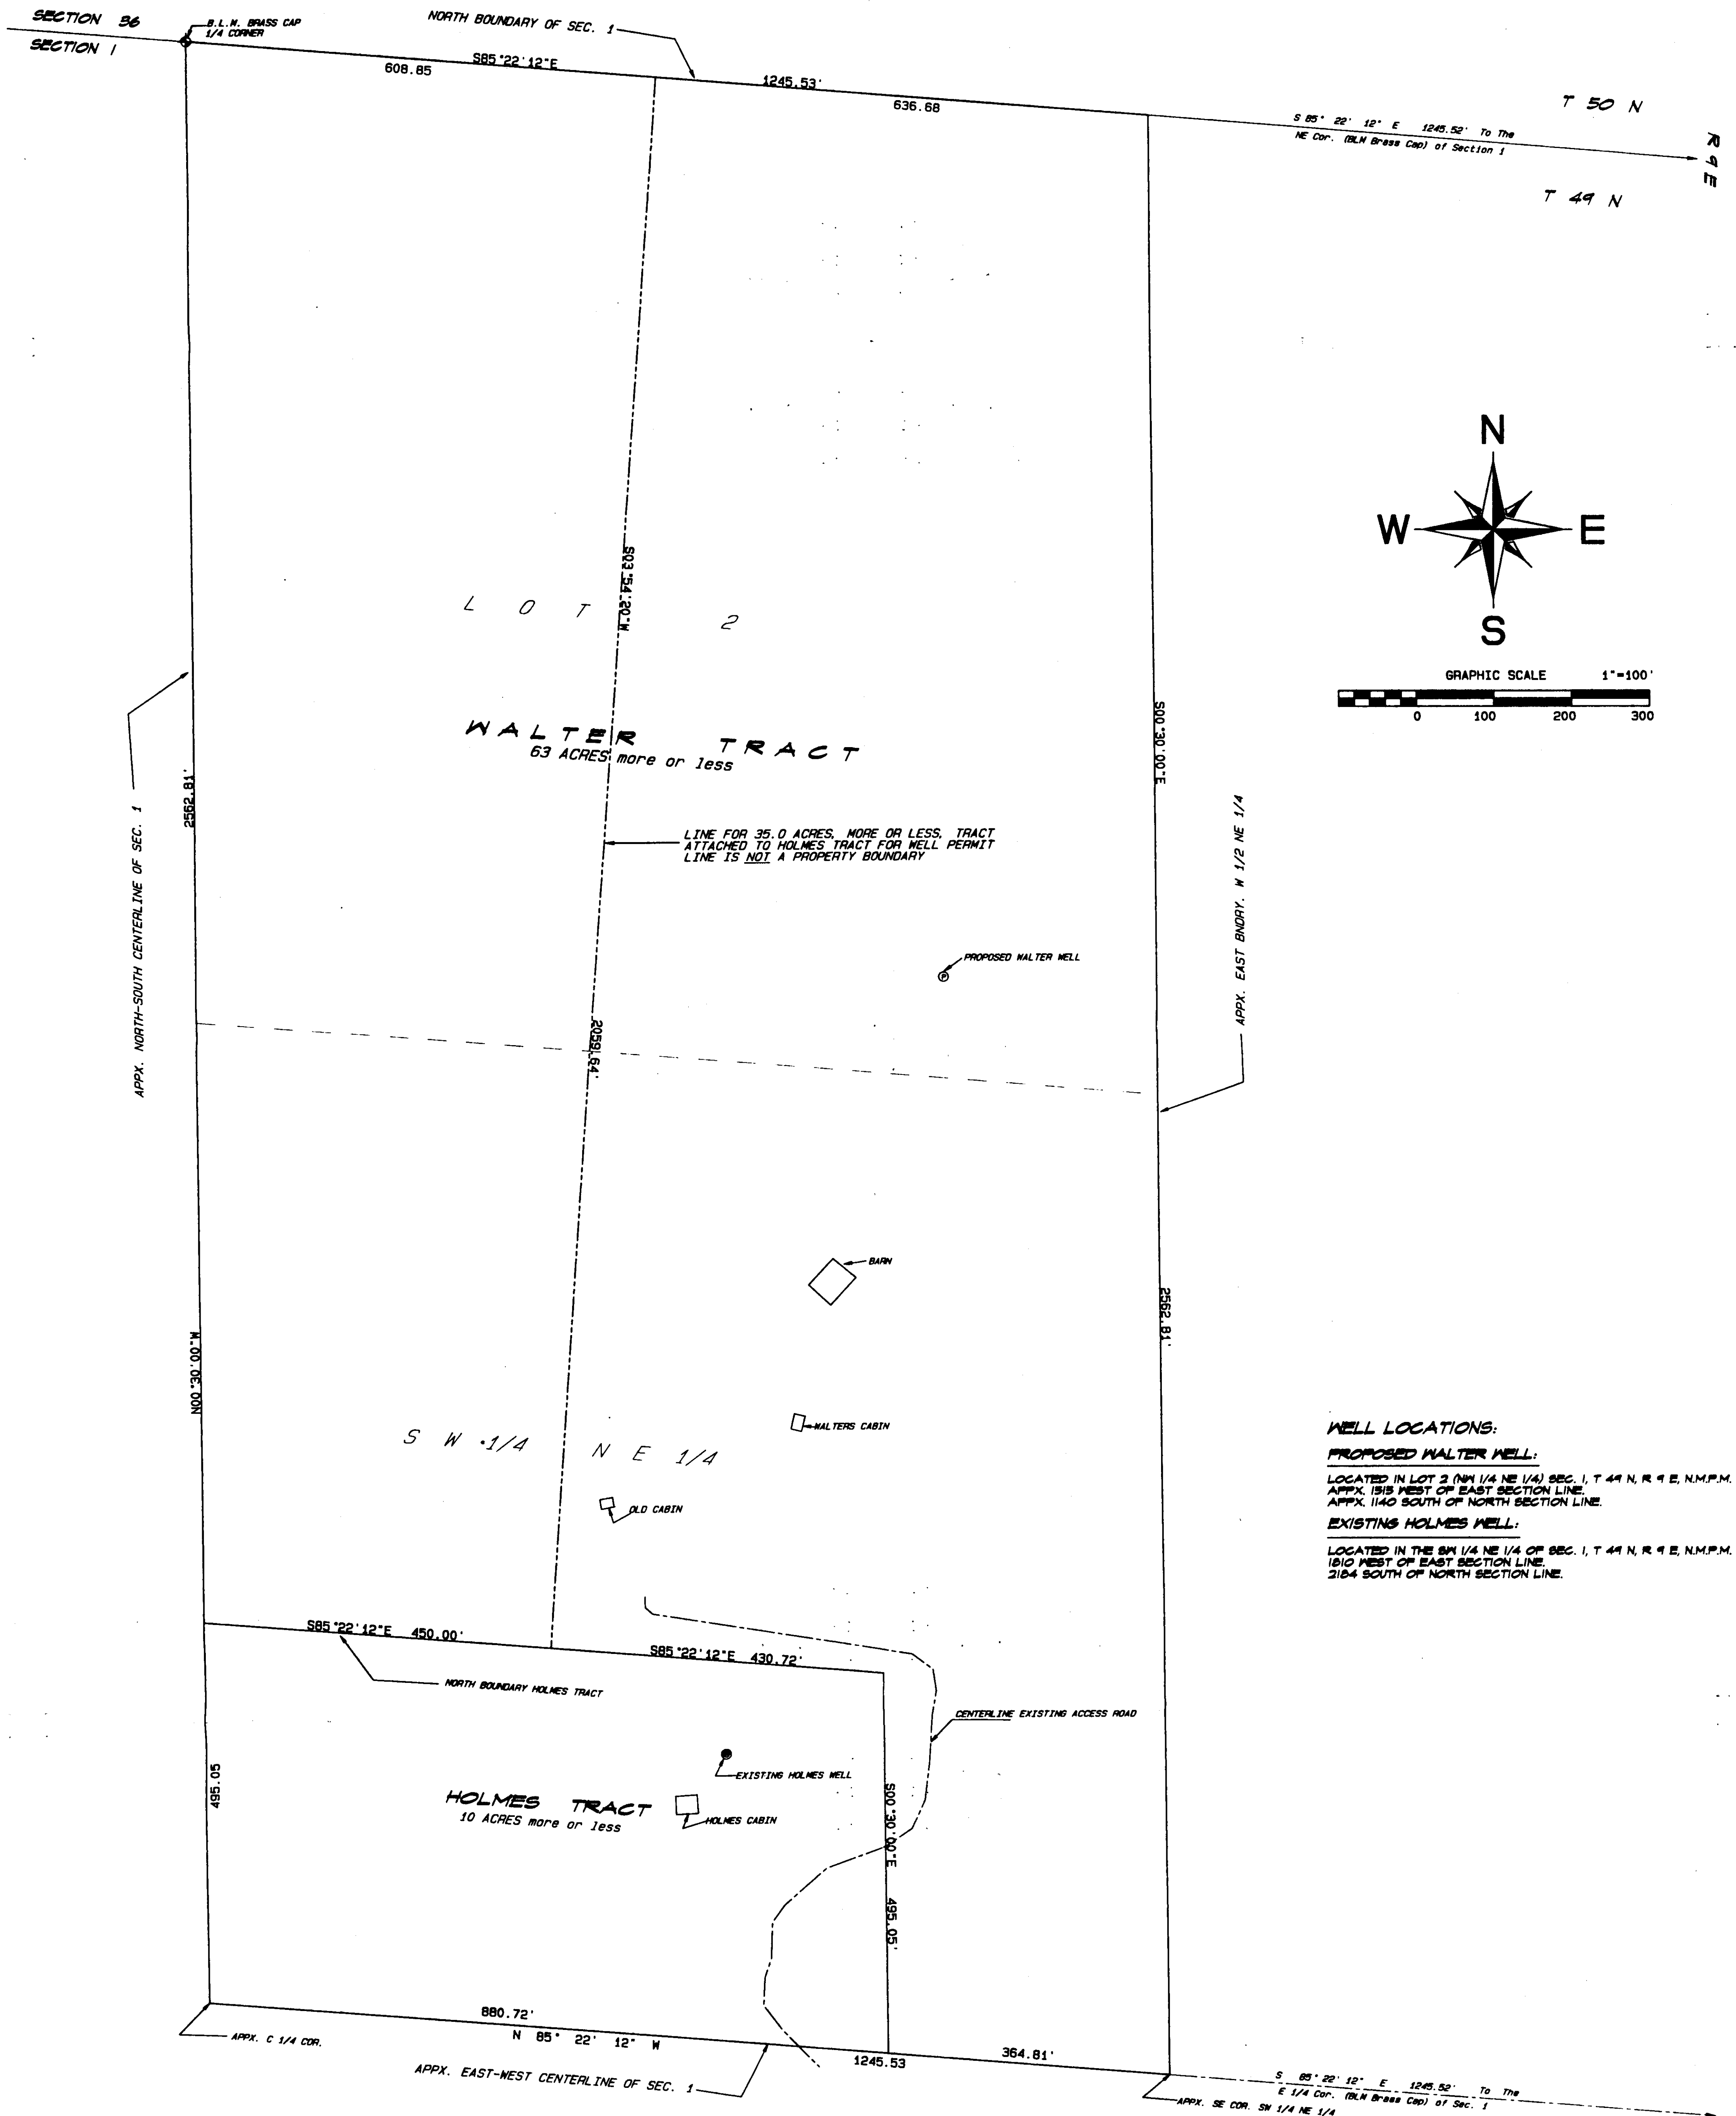 SECTION 36
SECTION 1
B.L.M. BRASS CAP
1/4 CORNER
NORTH BOUNDARY OF SEC. 1
S85°22'12"E
608.85
1245.53'
636.68
S 85° 22' 12" E 1245.52' To The
NE Cor. (BLM Brass Cap) of Section 1
T 50 N
R 9 E
T 49 N
N
W
E
S
GRAPHIC SCALE 1"=100'
0 100 200 300
S03°54'20"W
LOT 2
WALTER TRACT
63 ACRES more or less
S00°30'00"E
2562.81'
APPX. NORTH-SOUTH CENTERLINE OF SEC. 1
LINE FOR 35.0 ACRES, MORE OR LESS, TRACT
ATTACHED TO HOLMES TRACT FOR WELL PERMIT
LINE IS NOT A PROPERTY BOUNDARY
APPX. EAST BNDRY. W 1/2 NE 1/4
PROPOSED WALTER WELL
2059.64'
BARN
2562.81'
N00°30'00"W
WALTERS CABIN
SW 1/4 NE 1/4
OLD CABIN
WELL LOCATIONS:
PROPOSED WALTER WELL:
LOCATED IN LOT 2 (NW 1/4 NE 1/4) SEC. 1, T 49 N, R 9 E, N.M.P.M.
APPX. 1515 WEST OF EAST SECTION LINE.
APPX. 1140 SOUTH OF NORTH SECTION LINE.
EXISTING HOLMES WELL:
LOCATED IN THE SW 1/4 NE 1/4 OF SEC. 1, T 49 N, R 9 E, N.M.P.M.
1810 WEST OF EAST SECTION LINE.
2184 SOUTH OF NORTH SECTION LINE.
S85°22'12"E 450.00'
S85°22'12"E 430.72'
NORTH BOUNDARY HOLMES TRACT
CENTERLINE EXISTING ACCESS ROAD
EXISTING HOLMES WELL
495.05
HOLMES TRACT
10 ACRES more or less
HOLMES CABIN
S00°30'00"E 495.05'
880.72'
N 85° 22' 12" W
APPX. C 1/4 COR.
1245.53
364.81'
APPX. EAST-WEST CENTERLINE OF SEC. 1
S 85° 22' 12" E 1245.52' To The
E 1/4 Cor. (BLM Brass Cap) of Sec. 1
APPX. SE COR. SW 1/4 NE 1/4